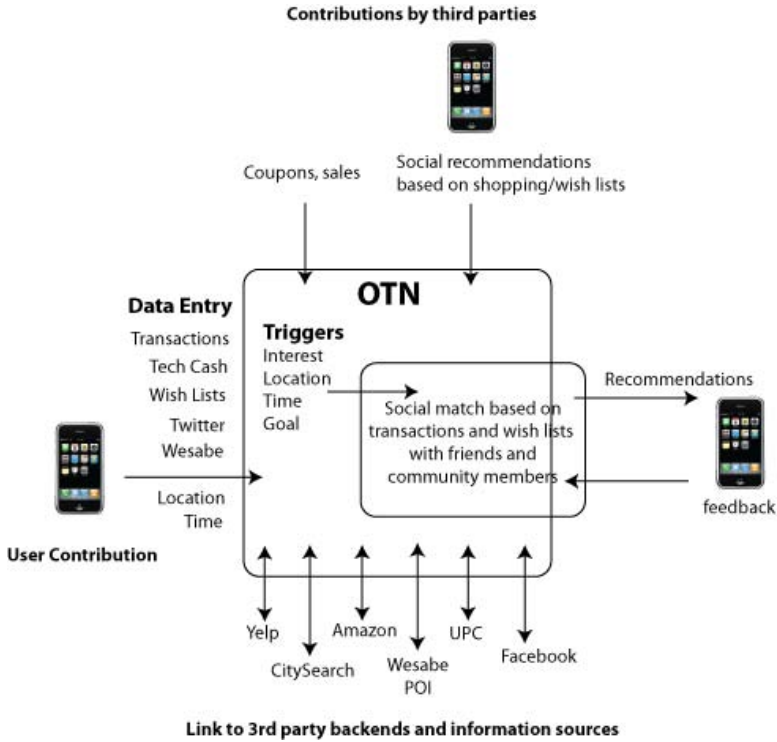 Contributions by third parties
Coupons, sales
Social recommendations
based on shopping/wish lists
OTN
Data Entry
Transactions
Tech Cash
Wish Lists
Twitter
Wesabe
Location
Time
User Contribution
Triggers
Interest
Location
Time
Goal
Social match based on
transactions and wish lists
with friends and
community members
Recommendations
feedback
Yelp
CitySearch
Amazon
Wesabe
POI
UPC
Facebook
Link to 3rd party backends and information sources